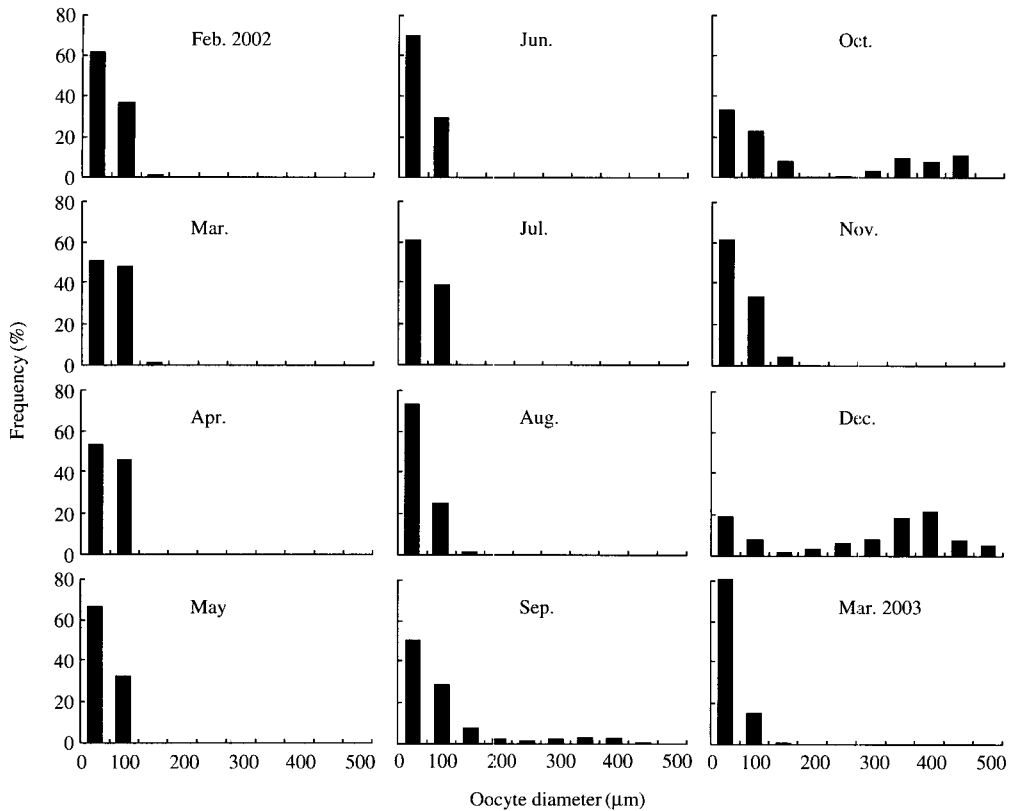 80 Feb. 2002 Jun. Oct.
60
40
20
0
80
Mar. Jul. Nov.
60
40
20
0
80
Apr. Aug. Dec.
60
40
20
0
80
May Sep. Mar. 2003
60
40
20
0
0 100 200 300 400 500 0 100 200 300 400 500 0 100 200 300 400 500
Frequency (%)
Oocyte diameter (μm)